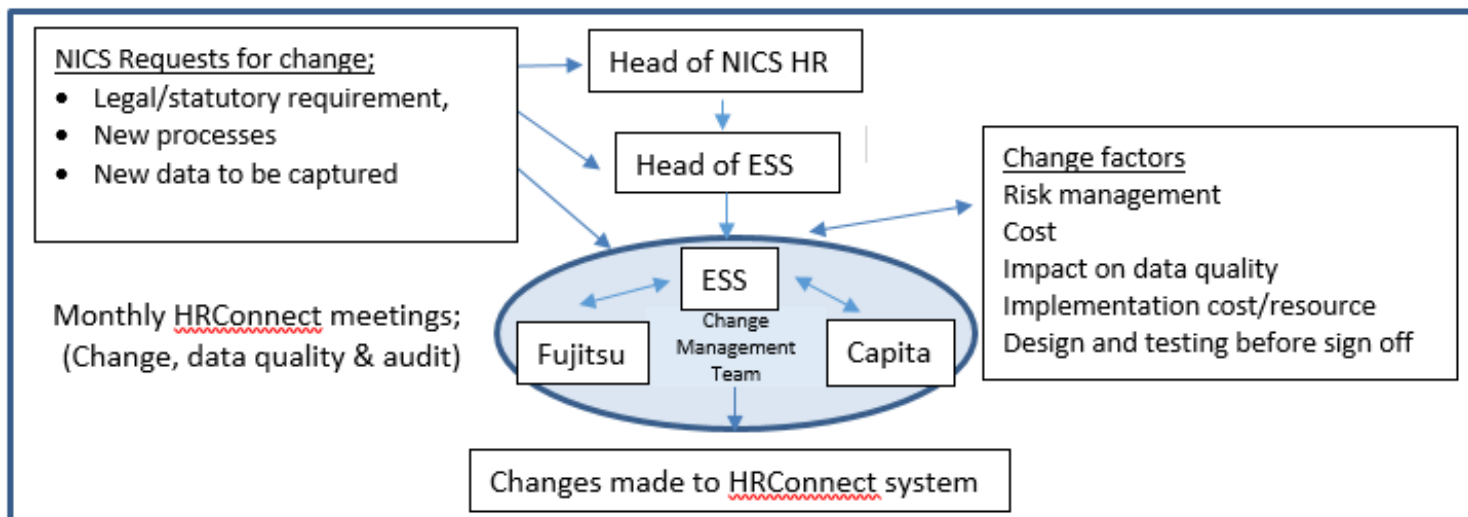 NICS Requests for change;
• Legal/statutory requirement,
• New processes
• New data to be captured
Head of NICS HR
Head of ESS
Change factors
Risk management
Cost
Impact on data quality
Implementation cost/resource
Design and testing before sign off
Monthly HRConnect meetings;
(Change, data quality & audit)
ESS
Change
Management
Team
Fujitsu
Capita
Changes made to HRConnect system